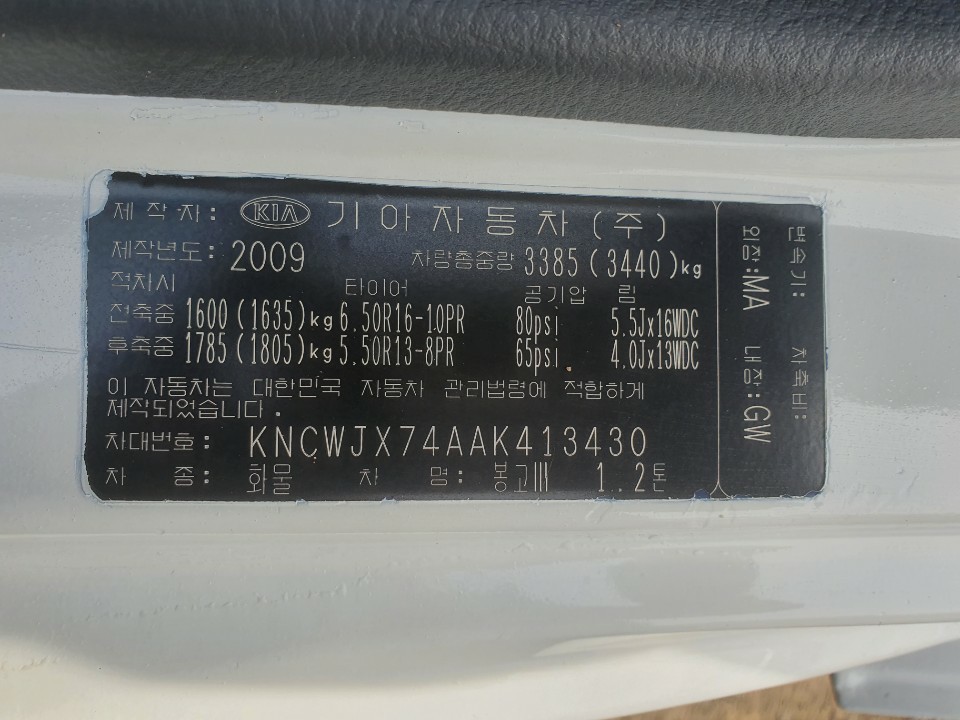 제 작 자: KIA 기아자동차(주)
제작년도: 2009 차량총중량 3385(3440)kg
적차시 타이어 공기압 림
전축중 1600(1635)kg 6.50R16-10PR 80psi 5.5Jx16WDC
후축중 1785(1805)kg 5.50R13-8PR 65psi. 4.0Jx13WDC
이 자동차는 대한민국 자동차 관리법령에 적합하게
제작되었습니다.
차대번호: KNCWJX74AAK413430
차 종: 화물 차 명: 봉고III 1.2톤
변속기: 차축비:
외장:MA 내장:GW